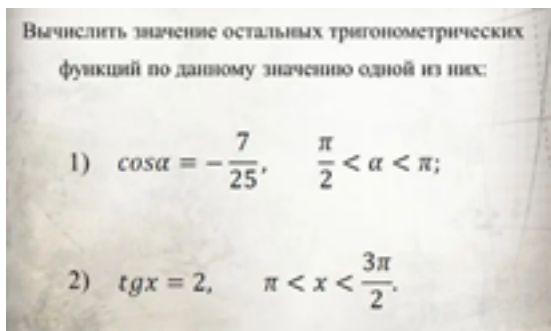 Вычислить значение остальных тригонометрических
функций по данному значению одной из них:
1) cosα = −7/25, π/2 < α < π;
2) tgx = 2, π < x < 3π/2.